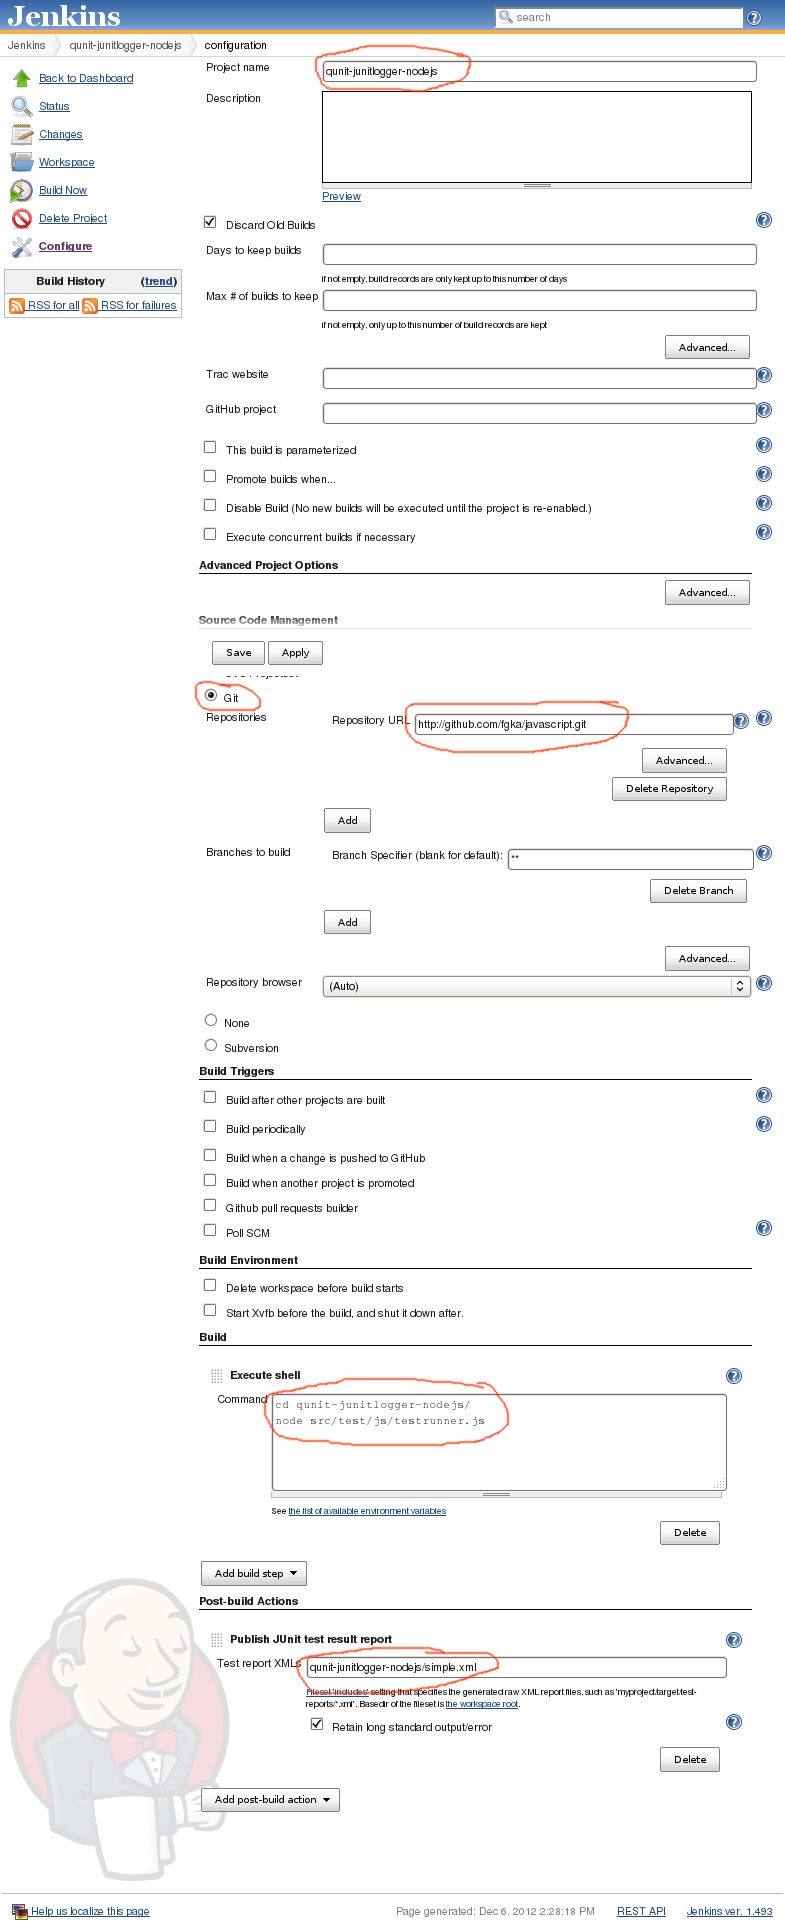 Jenkins
search
Jenkins qunit-junitlogger-nodejs configuration
Back to Dashboard
Status
Changes
Workspace
Build Now
Delete Project
Configure
Build History (trend)
RSS for all RSS for failures
Project name qunit-junitlogger-nodejs
Description
Preview
Discard Old Builds
Days to keep builds
if not empty, build records are only kept up to this number of days
Max # of builds to keep
if not empty, only up to this number of build records are kept
Advanced...
Trac website
GitHub project
This build is parameterized
Promote builds when...
Disable Build (No new builds will be executed until the project is re-enabled.)
Execute concurrent builds if necessary
Advanced Project Options
Advanced...
Source Code Management
Save Apply
Git
Repositories Repository URL http://github.com/fgka/javascript.git
Advanced...
Delete Repository
Add
Branches to build Branch Specifier (blank for default): **
Delete Branch
Add
Advanced...
Repository browser (Auto)
None
Subversion
Build Triggers
Build after other projects are built
Build periodically
Build when a change is pushed to GitHub
Build when another project is promoted
Github pull requests builder
Poll SCM
Build Environment
Delete workspace before build starts
Start Xvfb before the build, and shut it down after.
Build
Execute shell
Command cd qunit-junitlogger-nodejs/
node src/test/js/testrunner.js
See the list of available environment variables
Delete
Add build step
Post-build Actions
Publish JUnit test result report
Test report XMLs qunit-junitlogger-nodejs/simple.xml
Fileset 'includes' setting that specifies the generated raw XML report files, such as 'myproject/target/test-
reports/*.xml'. Basedir of the fileset is the workspace root.
Retain long standard output/error
Delete
Add post-build action
Help us localize this page Page generated: Dec 6, 2012 2:28:18 PM REST API Jenkins ver. 1.493